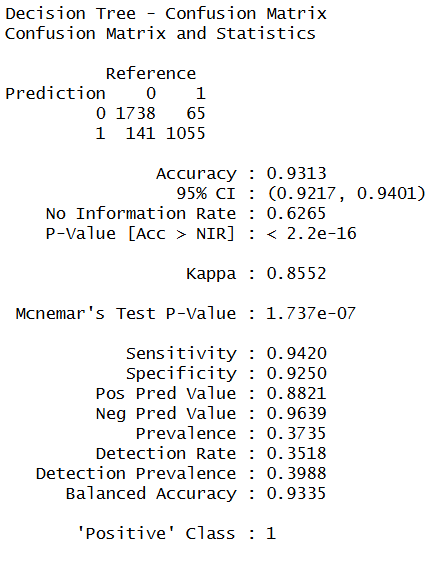 Decision Tree - Confusion Matrix
Confusion Matrix and Statistics
Reference
Prediction 0 1
0 1738 65
1 141 1055
Accuracy : 0.9313
95% CI : (0.9217, 0.9401)
No Information Rate : 0.6265
P-Value [Acc > NIR] : < 2.2e-16
Kappa : 0.8552
Mcnemar's Test P-Value : 1.737e-07
Sensitivity : 0.9420
Specificity : 0.9250
Pos Pred Value : 0.8821
Neg Pred Value : 0.9639
Prevalence : 0.3735
Detection Rate : 0.3518
Detection Prevalence : 0.3988
Balanced Accuracy : 0.9335
'Positive' Class : 1